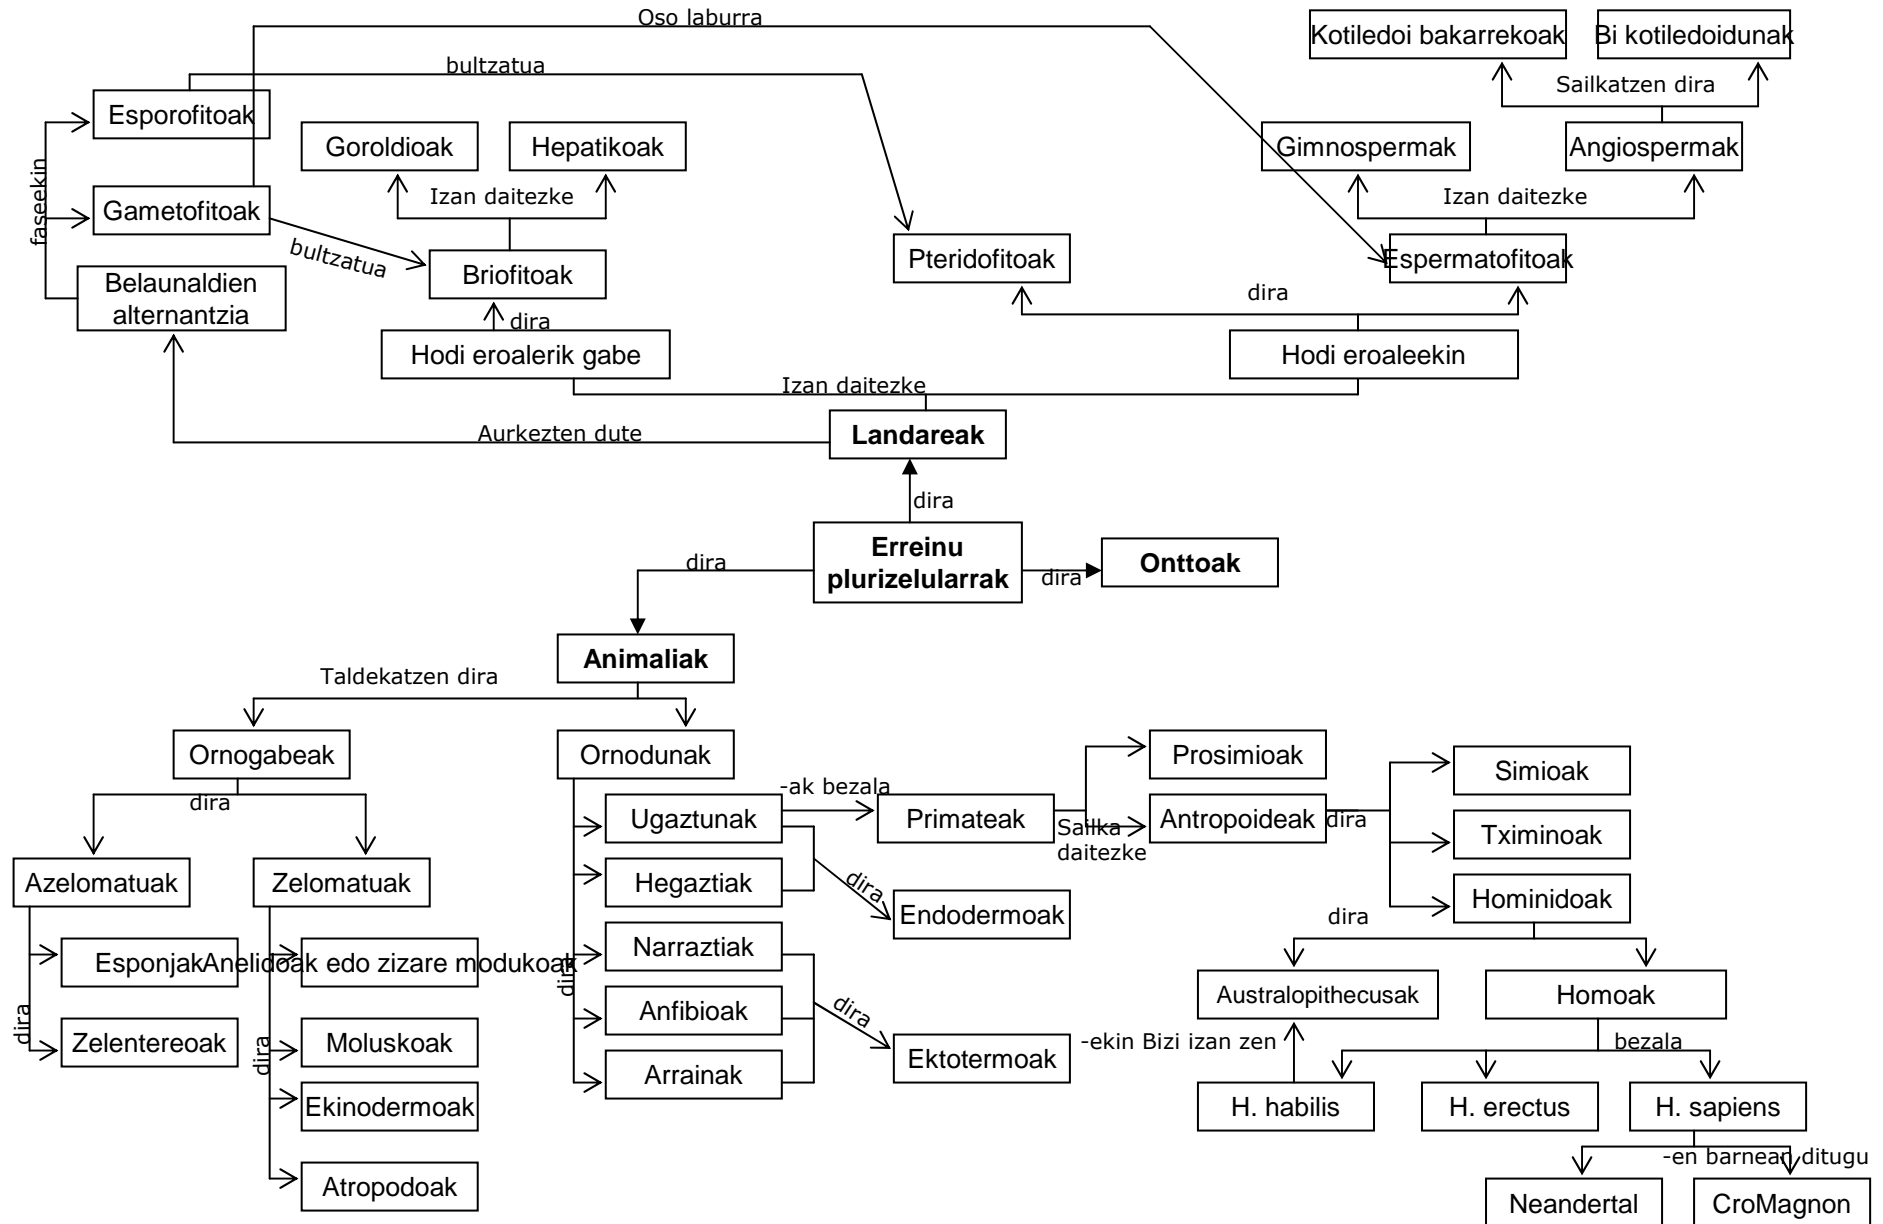 Oso laburra
Kotiledoi bakarrekoak
Bi kotiledoidunak
bultzatua
Sailkatzen dira
Esporofitoak
Goroldioak
Hepatikoak
Gimnospermak
Angiospermak
faseekin
Gametofitoak
Izan daitezke
Izan daitezke
bultzatua
Briofitoak
Pteridofitoak
Espermatofitoak
Belaunaldien
alternantzia
dira
dira
Hodi eroalerik gabe
Hodi eroaleekin
Izan daitezke
Aurkezten dute
Landareak
dira
Erreinu
plurizelularrak
dira
dira
Onttoak
Animaliak
Taldekatzen dira
Ornogabeak
Ornodunak
Prosimioak
Simioak
dira
-ak bezala
Ugaztunak
Primateak
Sailka
daitezke
Antropoideak
dira
Tximinoak
Azelomatuak
Zelomatuak
Hegaztiak
dira
Endodermoak
Hominidoak
dira
Esponjak
Anelidoak edo zizare modukoak
dira
Narraztiak
Australopithecusak
Homoak
dira
Zelentereoak
dira
Moluskoak
Anfibioak
dira
Ektotermoak
-ekin Bizi izan zen
bezala
Arrainak
Ekinodermoak
H. habilis
H. erectus
H. sapiens
-en barnean ditugu
Atropodoak
Neandertal
CroMagnon